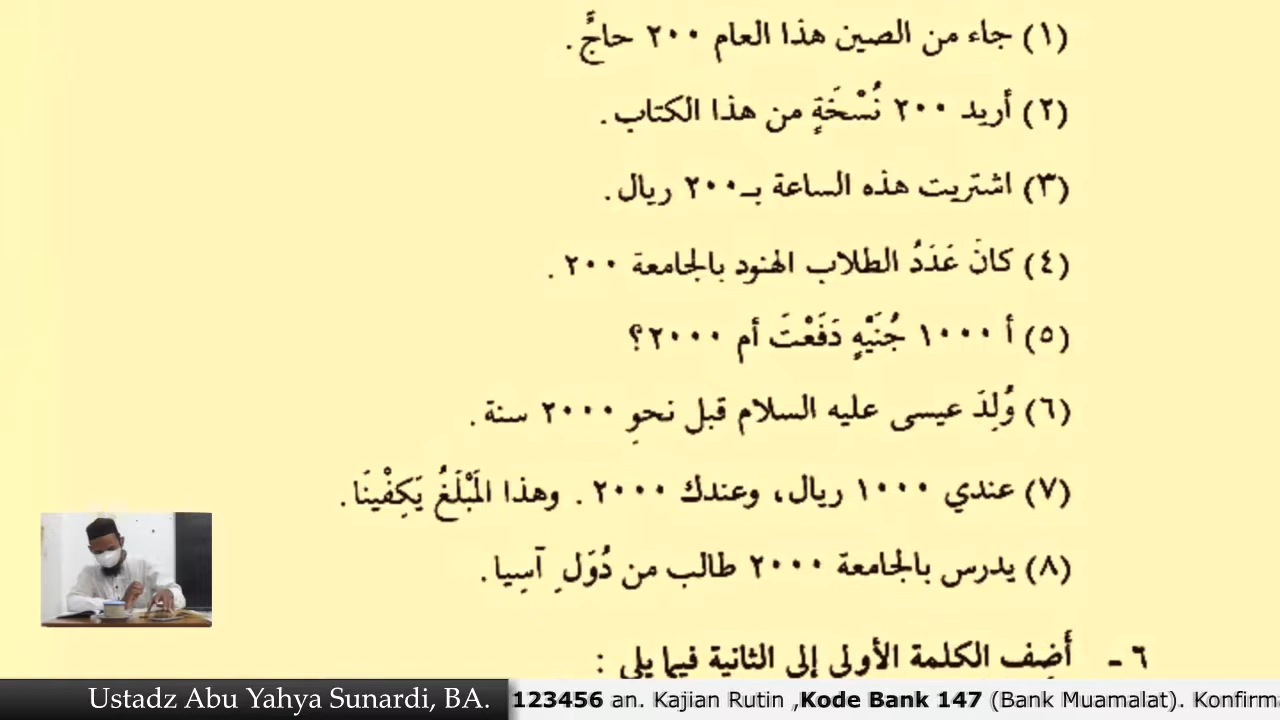 (١) جاء من الصين هذا العام ٢٠٠ حاجٍّ.
(٢) أريد ٢٠٠ نُسْخَةٍ من هذا الكتاب.
(٣) اشتريت هذه الساعة بـ٢٠٠ ريال.
(٤) كانَ عَدَدُ الطلاب الهنود بالجامعة ٢٠٠ .
(٥) أ ١٠٠٠ جُنَيْهٍ دَفَعْتَ أم ٢٠٠٠؟
(٦) وُلِدَ عيسى عليه السلام قبل نحوِ ٢٠٠٠ سنة.
(٧) عندي ١٠٠٠ ريال، وعندك ٢٠٠٠ . وهذا المَبْلَغُ يَكِفْينَا.
(٨) يدرس بالجامعة ٢٠٠٠ طالب من دُوَلِ آسِيا.
٦ - أَضِف الكلمة الأولى إلى الثانية فيما يلي :
Ustadz Abu Yahya Sunardi, BA. 123456 an. Kajian Rutin ,Kode Bank 147 (Bank Muamalat). Konfirm